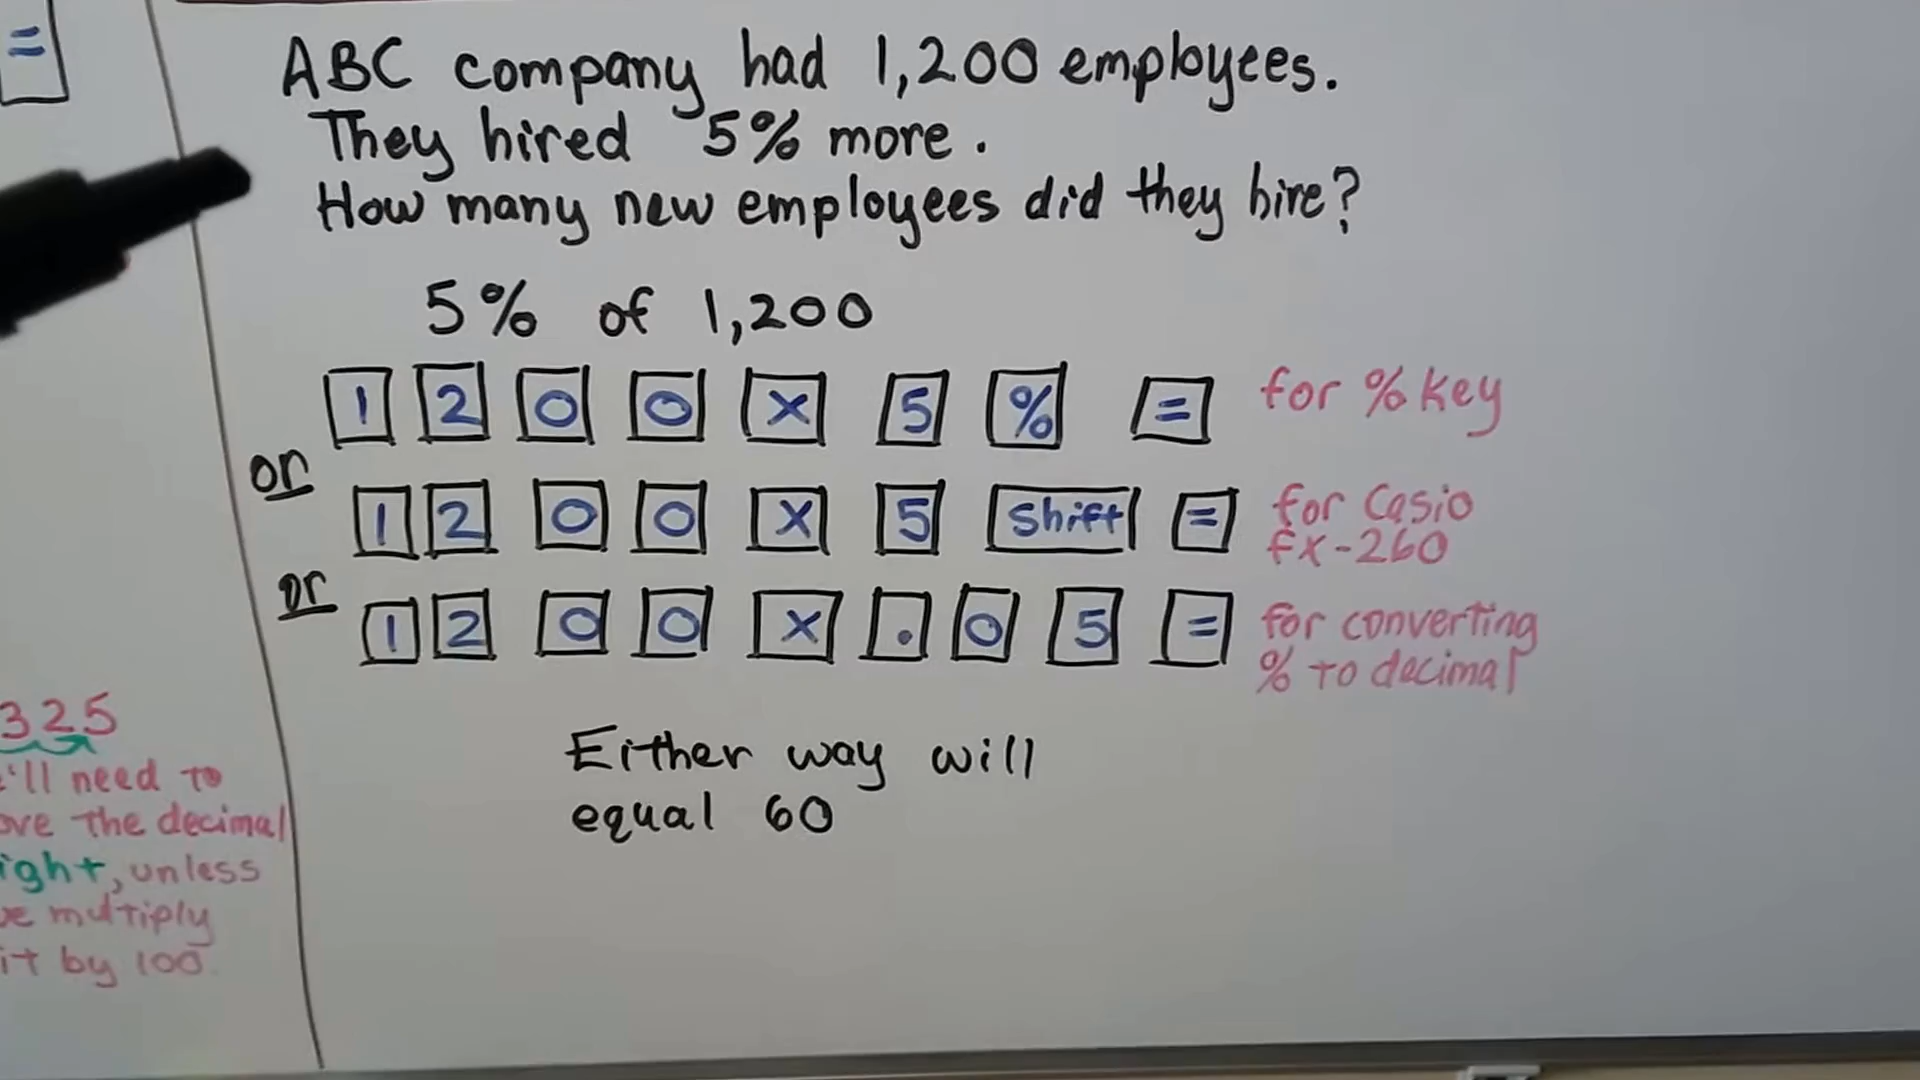 =
ABC company had 1,200 employees.
They hired 5% more.
How many new employees did they hire?
5% of 1,200
1 2 0 0 x 5 % = for % key
or
1 2 0 0 x 5 Shift = for Casio
fx-260
or
1 2 0 0 x . 0 5 = for converting
% to decimal
Either way will
equal 60
325
'll need to
the decimal
unless
multiply
it by 100.